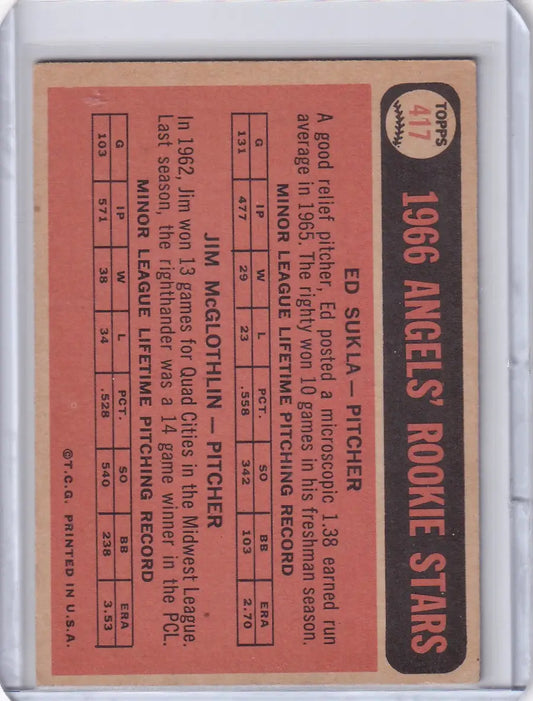 TOPPS
417
1966 ANGELS' ROOKIE STARS
ED SUKLA — PITCHER
A good relief pitcher, Ed posted a microscopic 1.38 earned run
average in 1965. The righty won 10 games in his freshman season.
MINOR LEAGUE LIFETIME PITCHING RECORD
G IP W L PCT. SO BB ERA
131 477 29 23 .558 342 103 2.70
JIM McGLOTHLIN — PITCHER
In 1962, Jim won 13 games for Quad Cities in the Midwest League.
Last season, the righthander was a 14 game winner in the PCL.
MINOR LEAGUE LIFETIME PITCHING RECORD
G IP W L PCT. SO BB ERA
103 571 38 34 .528 540 238 3.53
©T.C.G. PRINTED IN U.S.A.